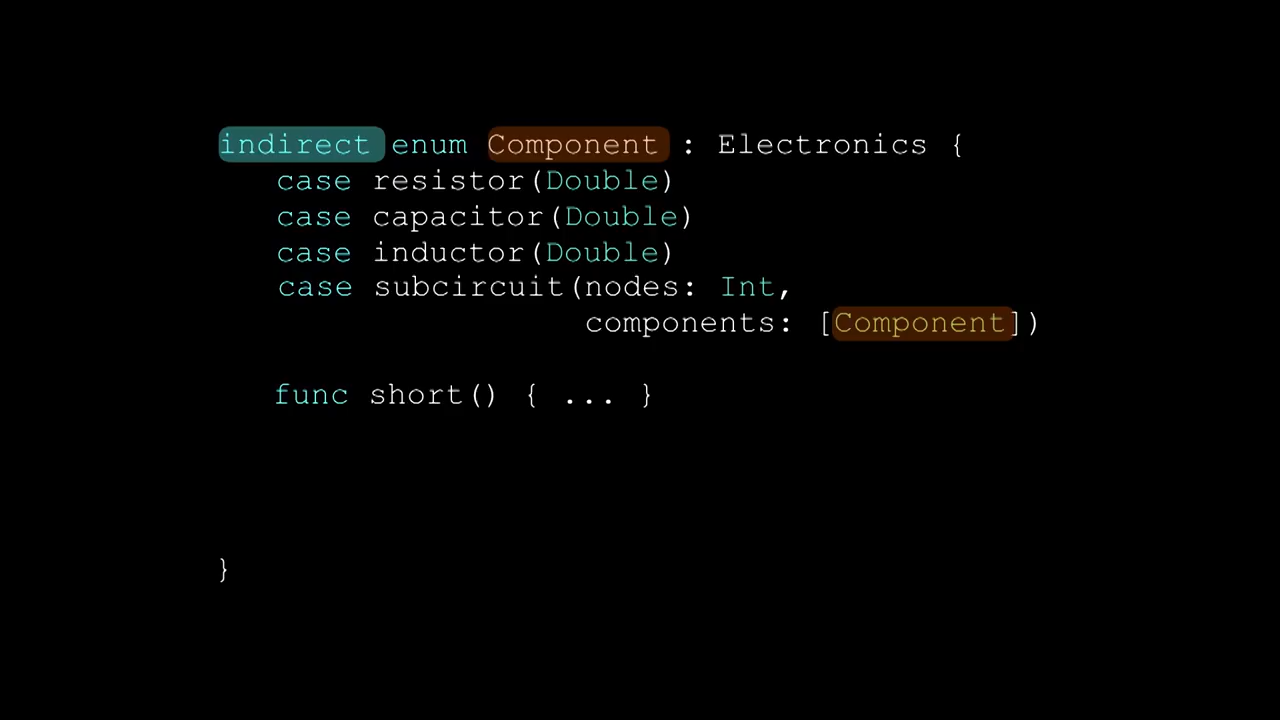 indirect enum Component : Electronics {
case resistor(Double)
case capacitor(Double)
case inductor(Double)
case subcircuit(nodes: Int,
components: [Component])
func short() { ... }
}